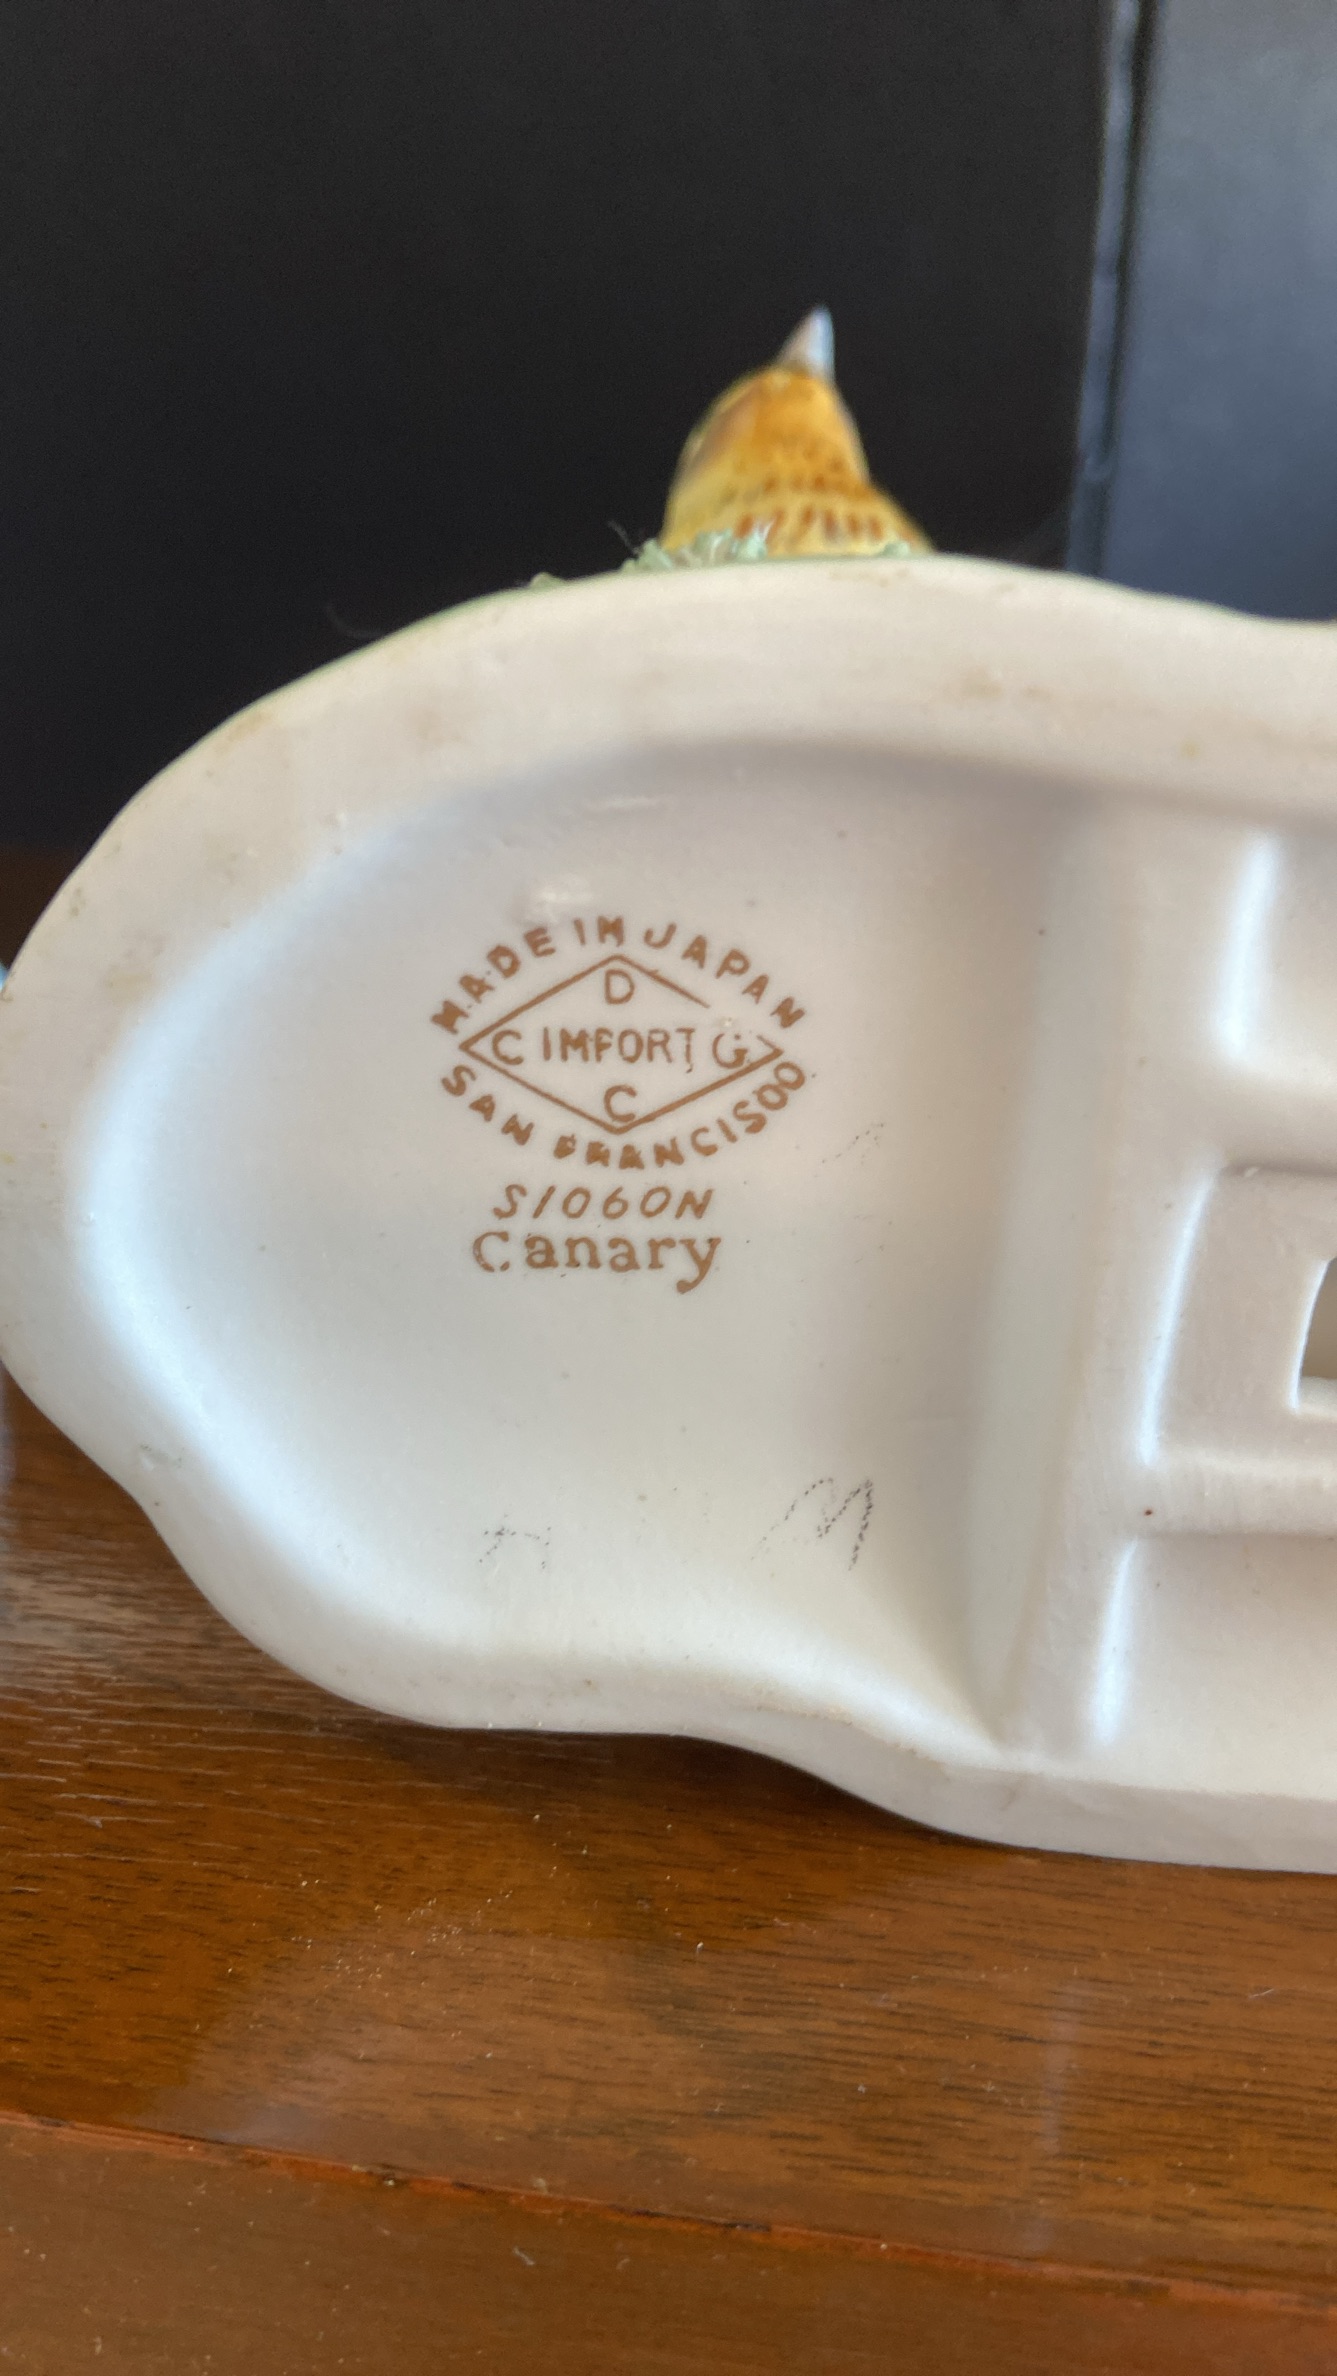 MADE IN JAPAN
D
C IMPORT G
C
SAN FRANCISCO
S1060N
Canary
M